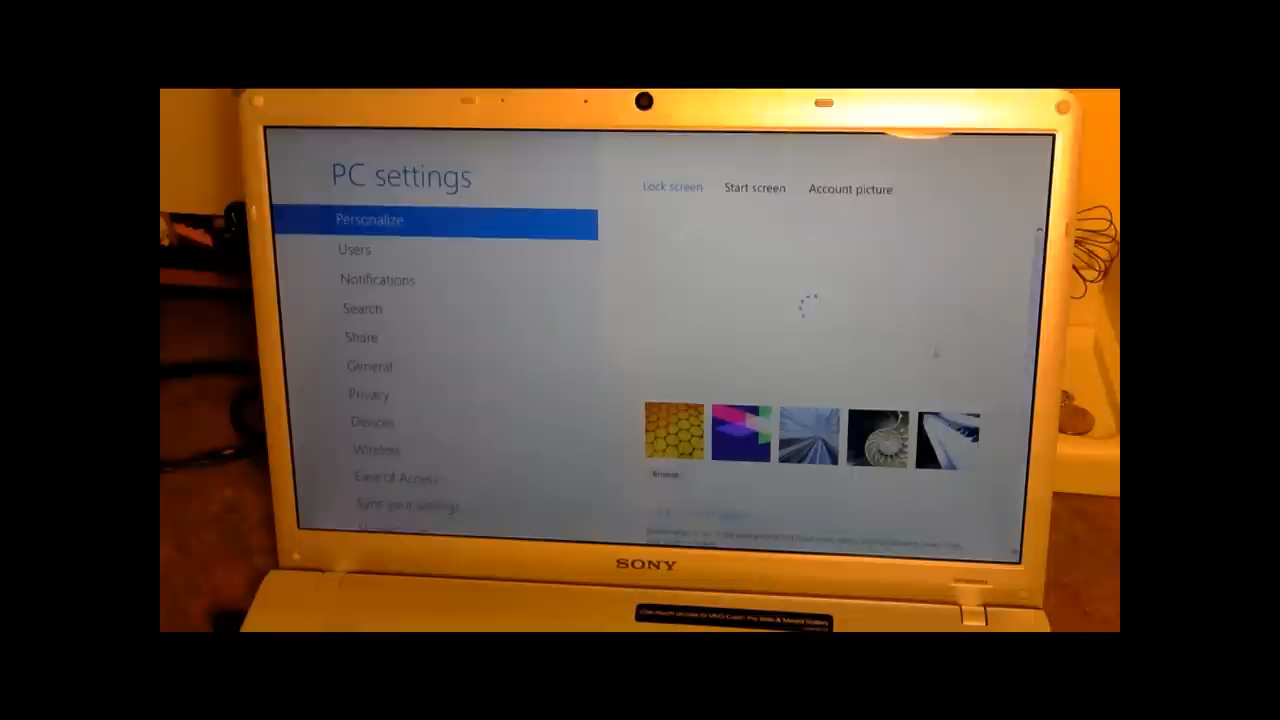 PC settings
Personalize
Users
Notifications
Search
Share
General
Privacy
Devices
Wireless
Ease of Access
Sync your settings
Lock screen Start screen Account picture
Browse
SONY